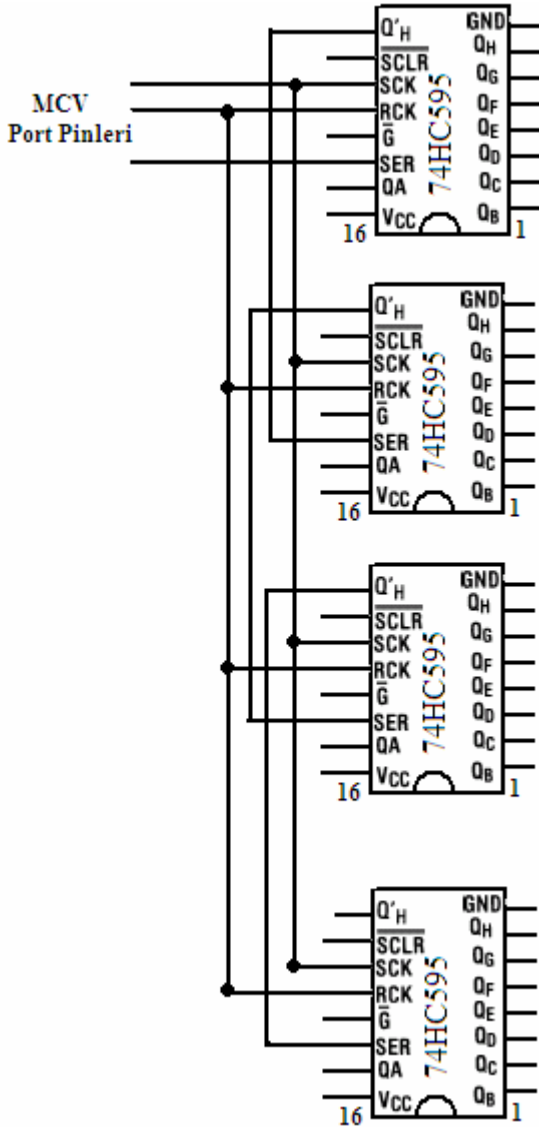 MCV
Port Pinleri
Q'H
SCLR
SCK
RCK
G
SER
QA
VCC
16
74HC595
GND
QH
QG
QF
QE
QD
QC
QB
1
Q'H
SCLR
SCK
RCK
G
SER
QA
VCC
16
74HC595
GND
QH
QG
QF
QE
QD
QC
QB
1
Q'H
SCLR
SCK
RCK
G
SER
QA
VCC
16
74HC595
GND
QH
QG
QF
QE
QD
QC
QB
1
Q'H
SCLR
SCK
RCK
G
SER
QA
VCC
16
74HC595
GND
QH
QG
QF
QE
QD
QC
QB
1